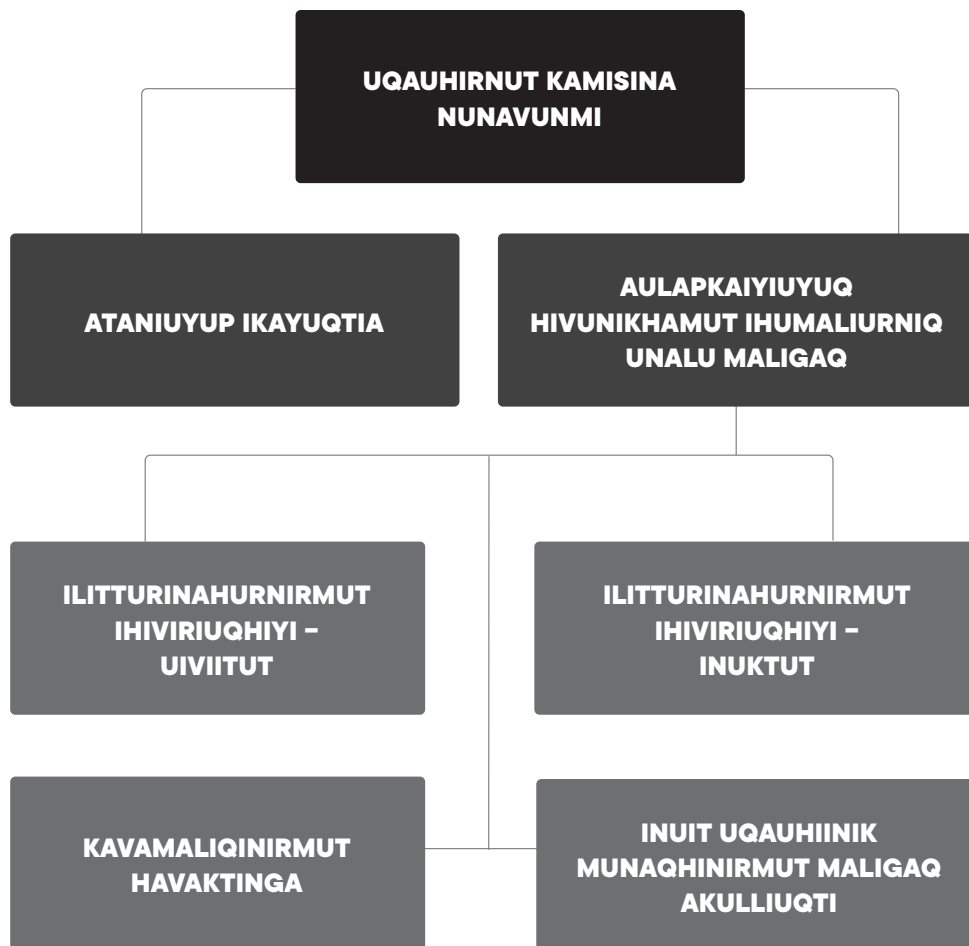 UQAUHIRNUT KAMISINA
NUNAVUNMI
ATANIUYUP IKAYUQTIA
AULAPKAIYIUYUQ
HIVUNIKHAMUT IHUMALIURNIQ
UNALU MALIGAQ
ILITTURINAHURNIRMUT
IHIVIRIUQHIYI –
UIVIITUT
ILITTURINAHURNIRMUT
IHIVIRIUQHIYI –
INUKTUT
KAVAMALIQINIRMUT
HAVAKTINGA
INUIT UQAUHIINIK
MUNAQHINIRMUT MALIGAQ
AKULLIUQTI